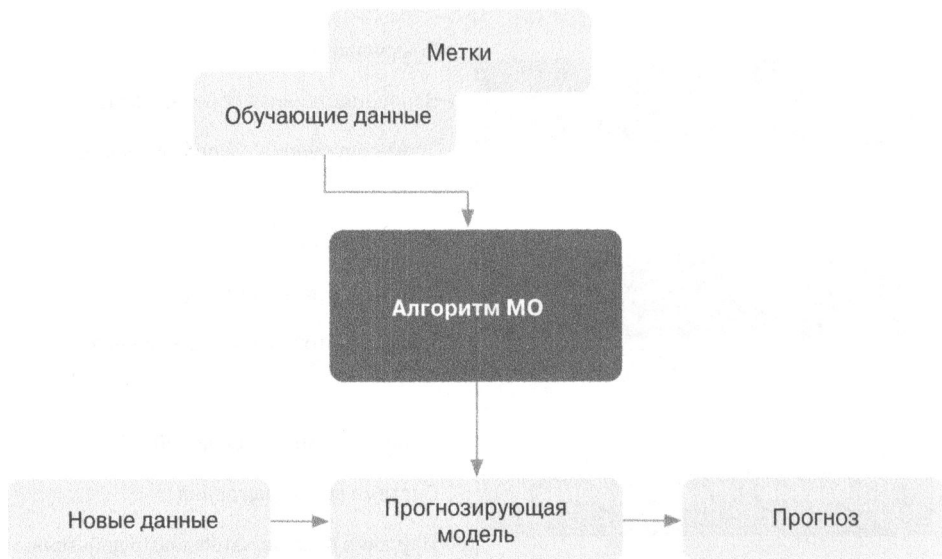 Метки
Обучающие данные
Алгоритм МО
Новые данные
Прогнозирующая
модель
Прогноз